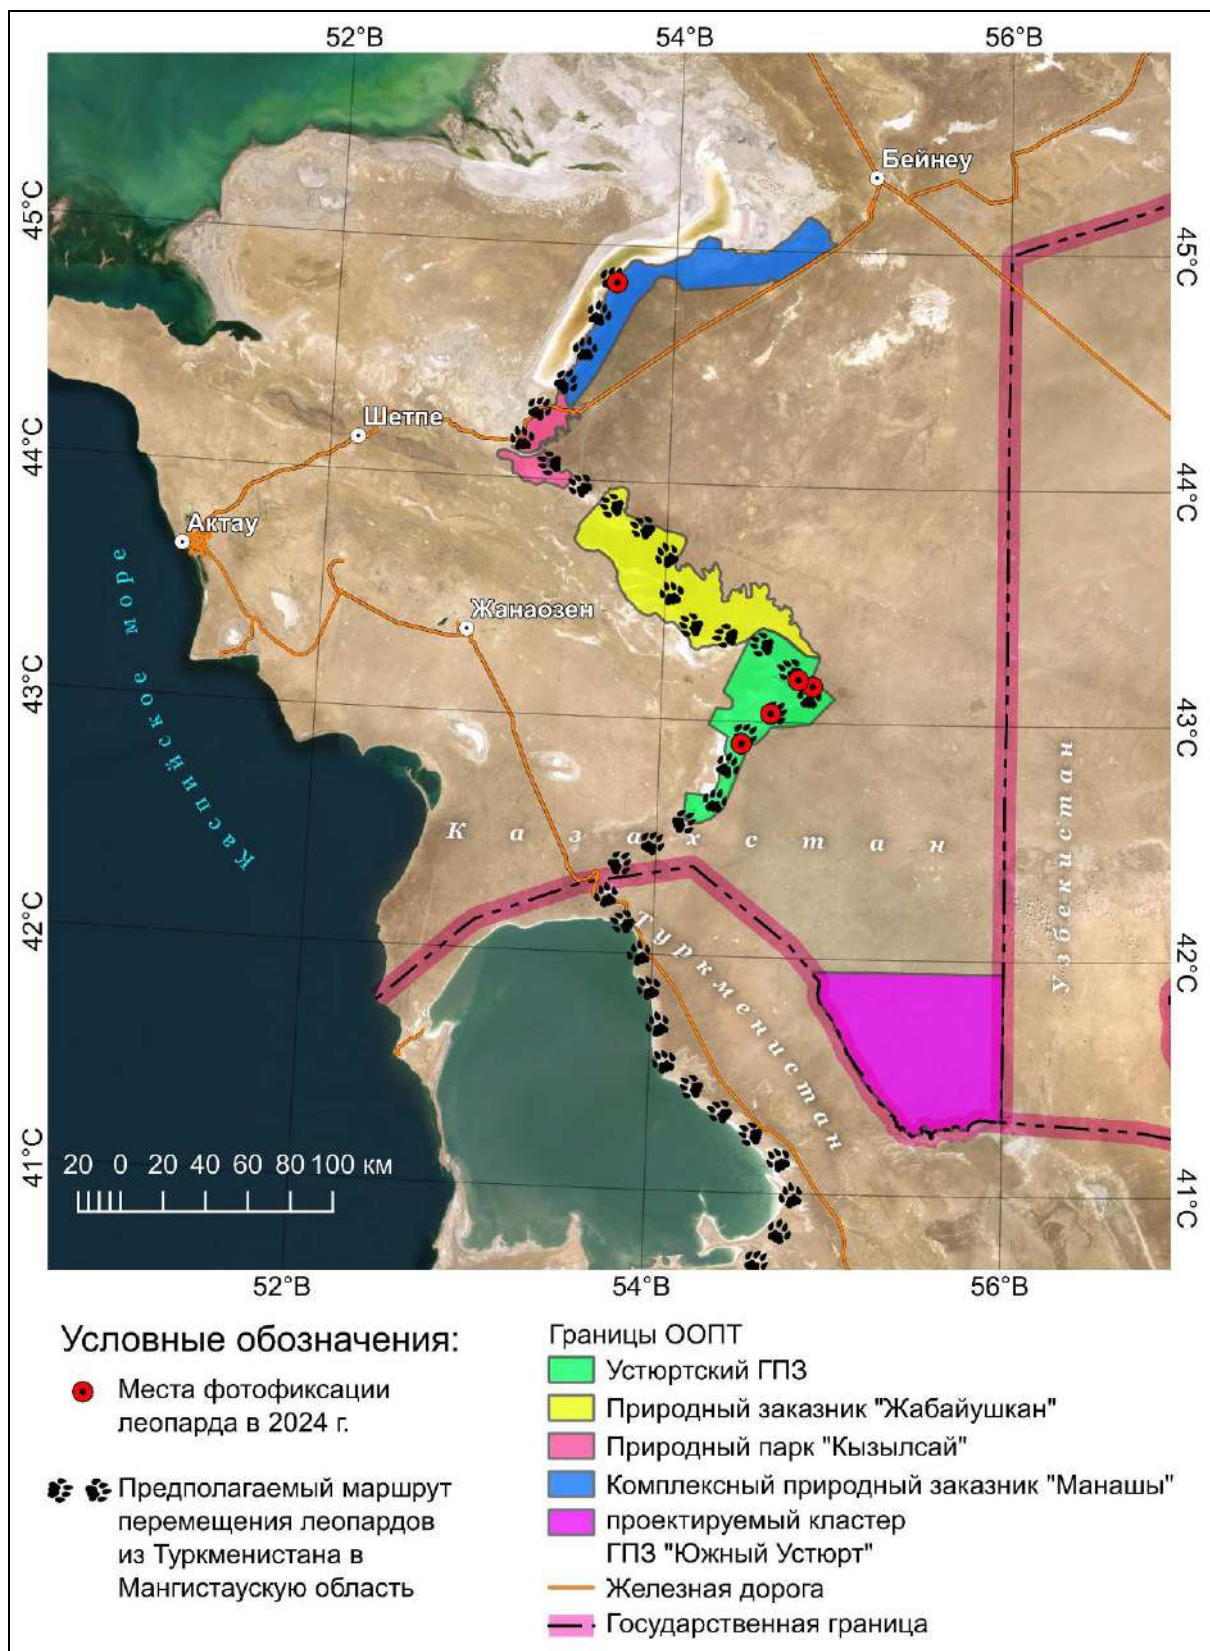 52°В 54°В 56°В
Бейнеу
45°С
45°С
Шетпе
44°С
44°С
Актау
Жанаозен
Каспийское море
43°С
43°С
Казахстан
Узбекистан
42°С
42°С
Туркменистан
41°С
41°С
20 0 20 40 60 80 100 км
52°В 54°В 56°В
Условные обозначения:
Места фотофиксации
леопарда в 2024 г.
Предполагаемый маршрут
перемещения леопардов
из Туркменистана в
Мангистаускую область
Границы ООПТ
Устюртский ГПЗ
Природный заказник "Жабайушкан"
Природный парк "Кызылсай"
Комплексный природный заказник "Манашы"
проектируемый кластер
ГПЗ "Южный Устюрт"
Железная дорога
Государственная граница